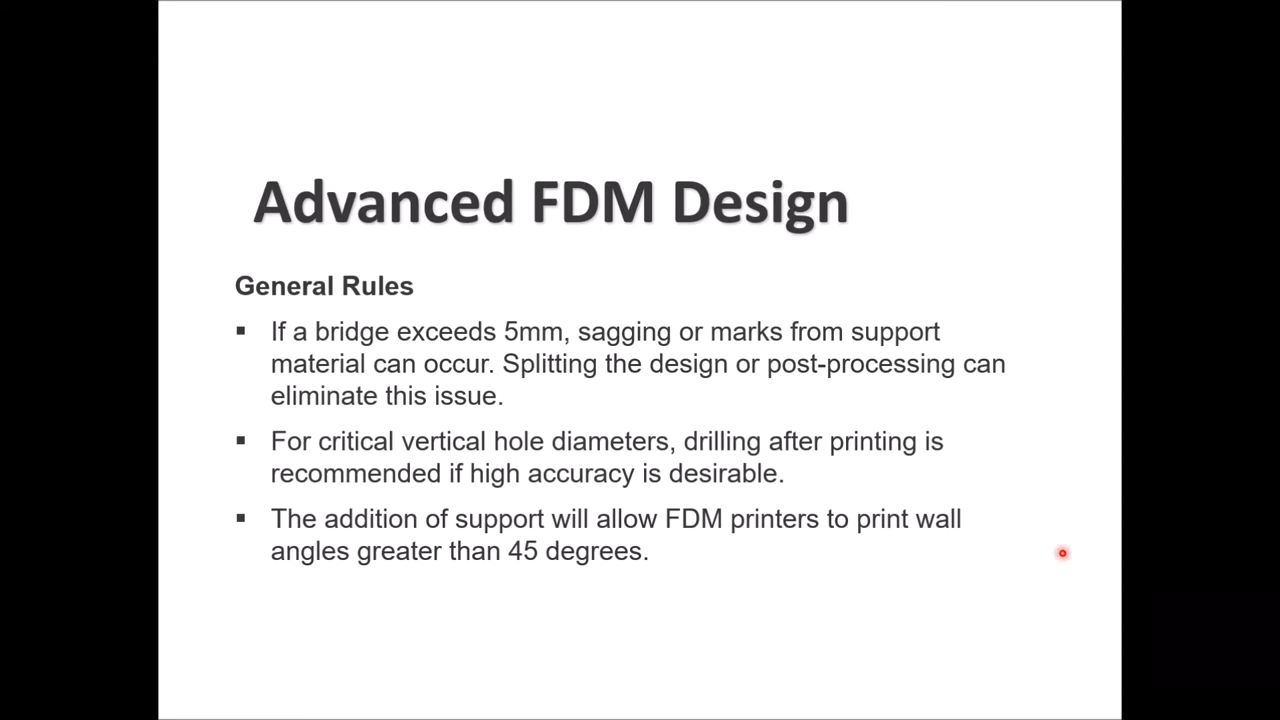 Advanced FDM Design
General Rules
▪ If a bridge exceeds 5mm, sagging or marks from support
material can occur. Splitting the design or post-processing can
eliminate this issue.
▪ For critical vertical hole diameters, drilling after printing is
recommended if high accuracy is desirable.
▪ The addition of support will allow FDM printers to print wall
angles greater than 45 degrees.